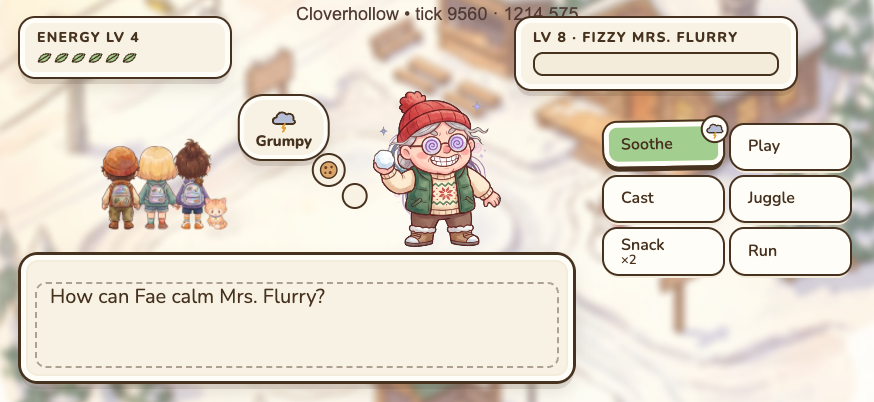 Cloverhollow • tick 9560 · 1214,575
ENERGY LV 4
LV 8 · FIZZY MRS. FLURRY
Grumpy
Soothe
Play
Cast
Juggle
Snack
×2
Run
How can Fae calm Mrs. Flurry?